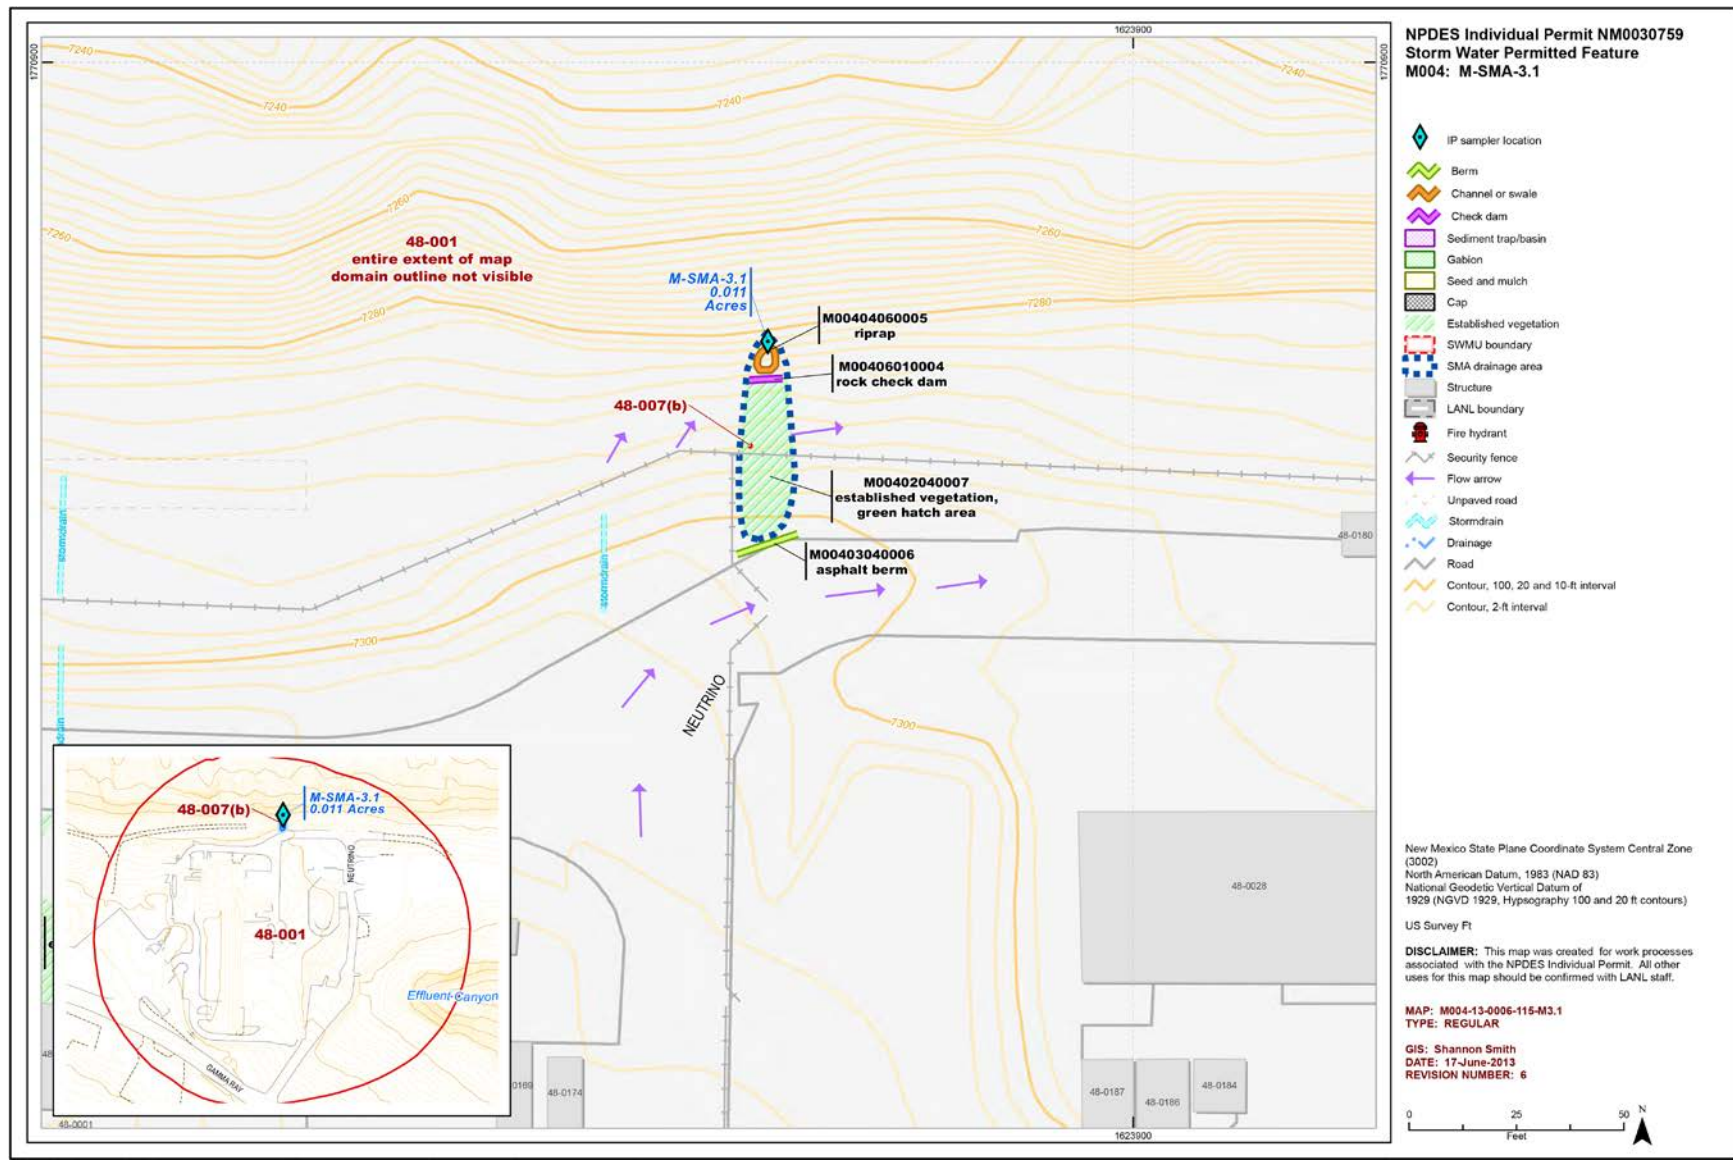 NPDES Individual Permit NM0030759
Storm Water Permitted Feature
M004: M-SMA-3.1
IP sampler location
Berm
Channel or swale
Check dam
Sediment trap/basin
Gabion
Seed and mulch
Cap
Established vegetation
SWMU boundary
SMA drainage area
Structure
LANL boundary
Fire hydrant
Security fence
Flow arrow
Unpaved road
Stormdrain
Drainage
Road
Contour, 100, 20 and 10-ft interval
Contour, 2-ft interval
New Mexico State Plane Coordinate System Central Zone
(3002)
North American Datum, 1983 (NAD 83)
National Geodetic Vertical Datum of
1929 (NGVD 1929, Hypsography 100 and 20 ft contours)
US Survey Ft
DISCLAIMER: This map was created for work processes
associated with the NPDES Individual Permit. All other
uses for this map should be confirmed with LANL staff.
MAP: M004-13-0006-115-M3.1
TYPE: REGULAR
GIS: Shannon Smith
DATE: 17-June-2013
REVISION NUMBER: 6
0 25 50
Feet
N
1623900
1770900
1770900
7240
7240
7240
7240
7260
7260
7260
48-001
entire extent of map
domain outline not visible
7280
7280
M-SMA-3.1
0.011
Acres
M00404060005
riprap
M00406010004
rock check dam
48-007(b)
M00402040007
established vegetation,
green hatch area
M00403040006
asphalt berm
stormdrain
stormdrain
48-0180
7300
7300
NEUTRINO
drain
48-0028
48-0169
48-0174
48-0187
48-0186
48-0184
48-0001
1623900
48-007(b)
M-SMA-3.1
0.011 Acres
NEUTRINO
48-001
Effluent-Canyon
GAMMA RAY